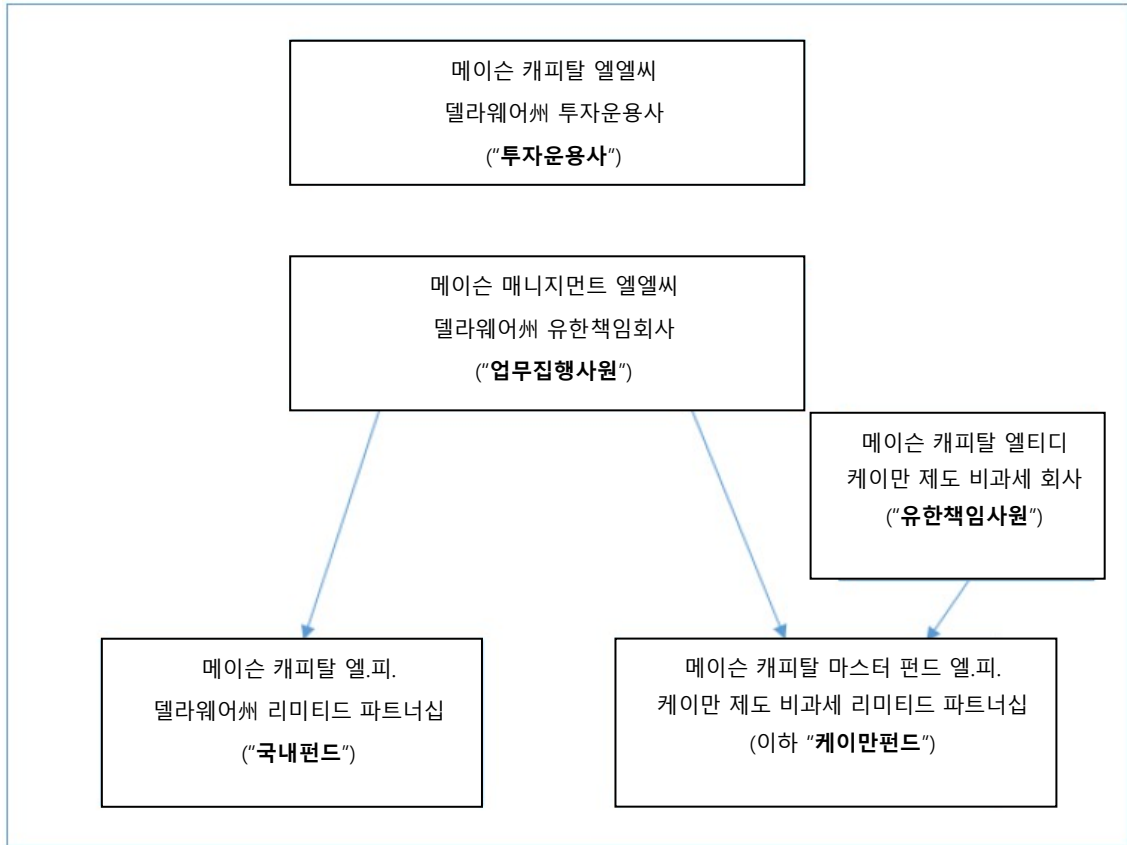 메이슨 캐피탈 엘엘씨
델라웨어州 투자운용사
("투자운용사")
메이슨 매니지먼트 엘엘씨
델라웨어州 유한책임회사
("업무집행사원")
메이슨 캐피탈 엘티디
케이만 제도 비과세 회사
("유한책임사원")
메이슨 캐피탈 엘.피.
델라웨어州 리미티드 파트너십
("국내펀드")
메이슨 캐피탈 마스터 펀드 엘.피.
케이만 제도 비과세 리미티드 파트너십
(이하 "케이만펀드")